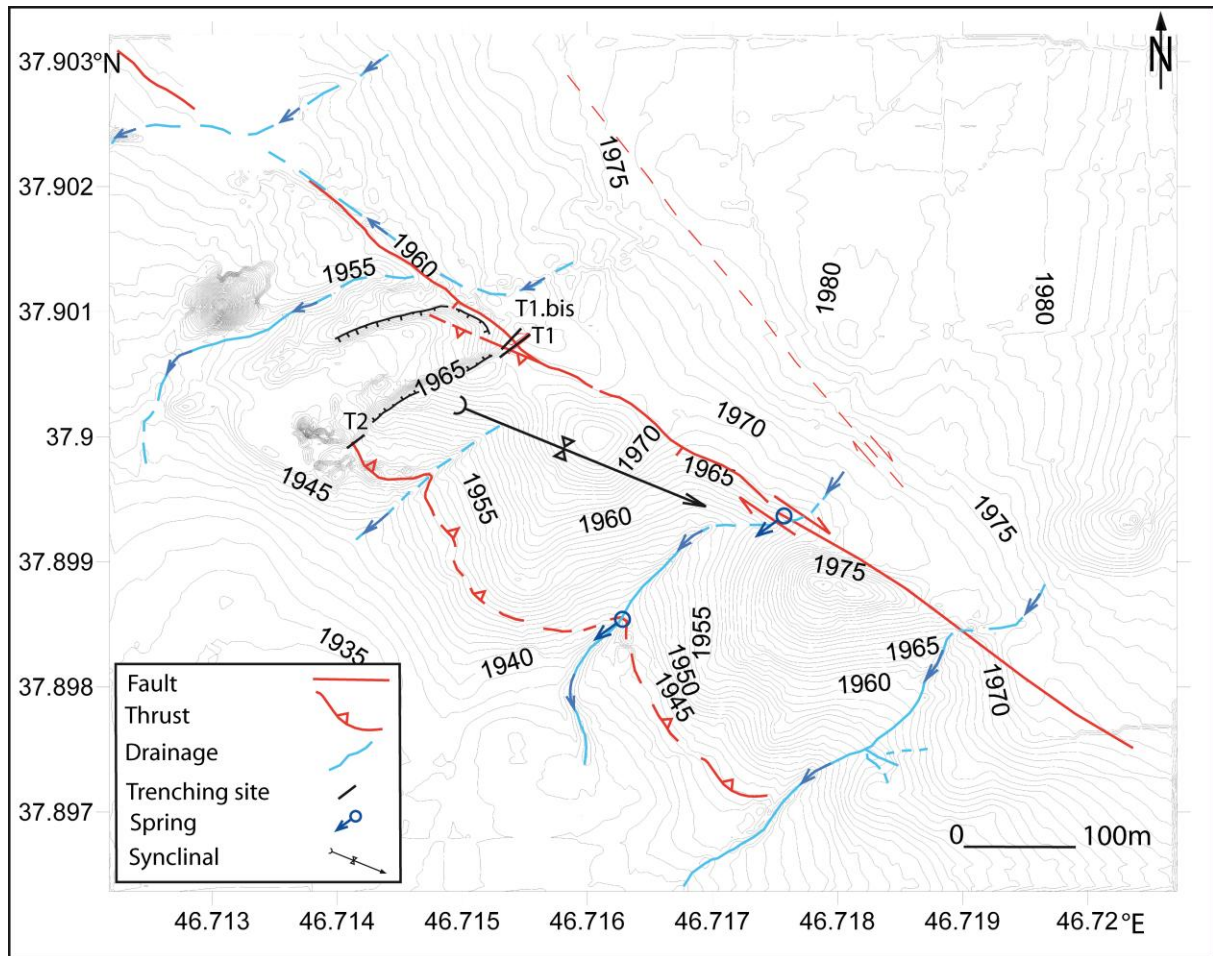 N
37.903°N
1975
37.902
1960
1955
1980
1980
37.901
T1.bis
T1
1965
T2
1970
1970
37.9
1965
1945
1955
1960
1975
37.899
1975
1955
1935
1940
1965
1950
1960
1970
37.898
1945
Fault
Thrust
Drainage
Trenching site
Spring
Synclinal
37.897
0 100m
46.713 46.714 46.715 46.716 46.717 46.718 46.719 46.72 °E